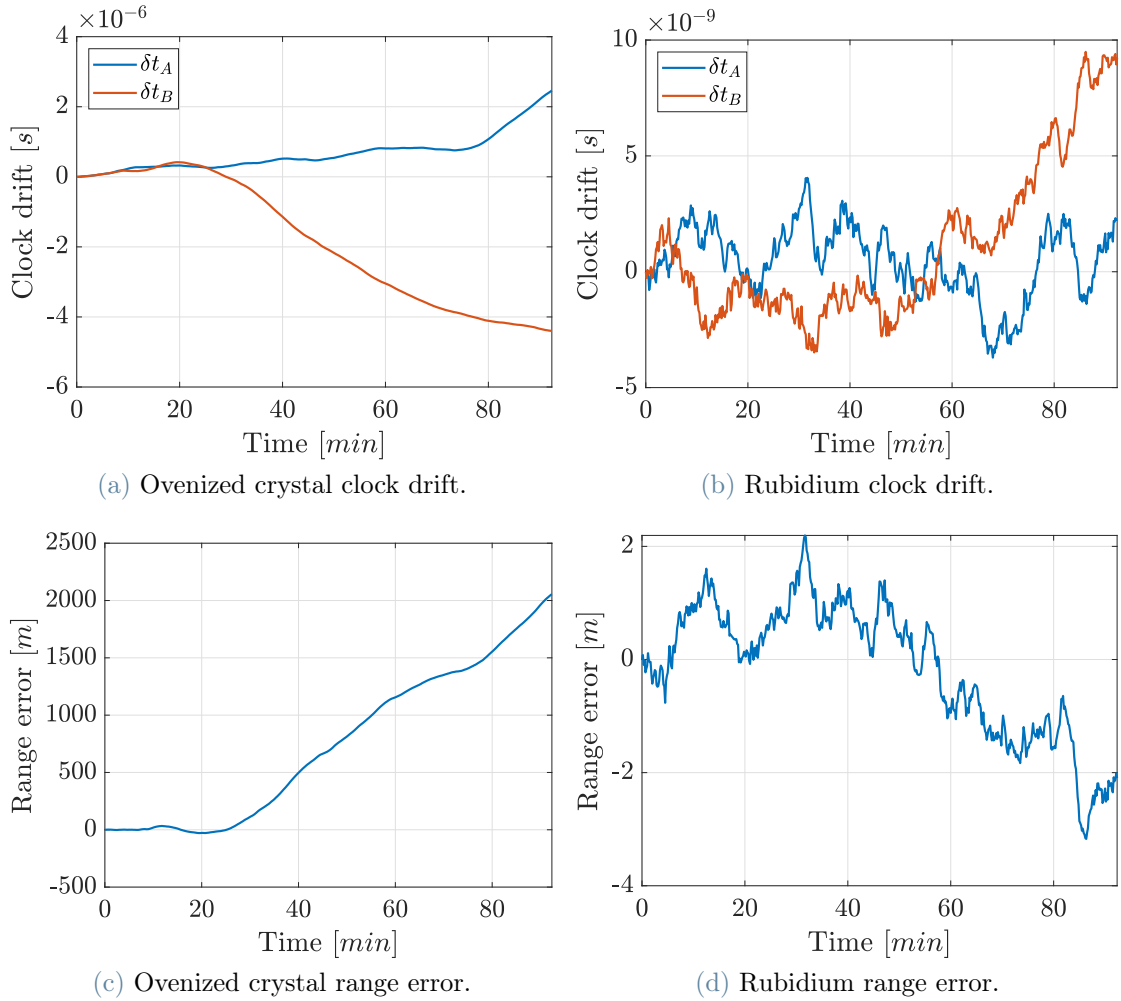 ×10⁻⁶
4
2
0
-2
-4
-6
Clock drift [s]
δt_A
δt_B
0 20 40 60 80
Time [min]
(a) Ovenized crystal clock drift.
×10⁻⁹
10
5
0
-5
Clock drift [s]
δt_A
δt_B
0 20 40 60 80
Time [min]
(b) Rubidium clock drift.
2500
2000
1500
1000
500
0
-500
Range error [m]
0 20 40 60 80
Time [min]
(c) Ovenized crystal range error.
2
0
-2
-4
Range error [m]
0 20 40 60 80
Time [min]
(d) Rubidium range error.